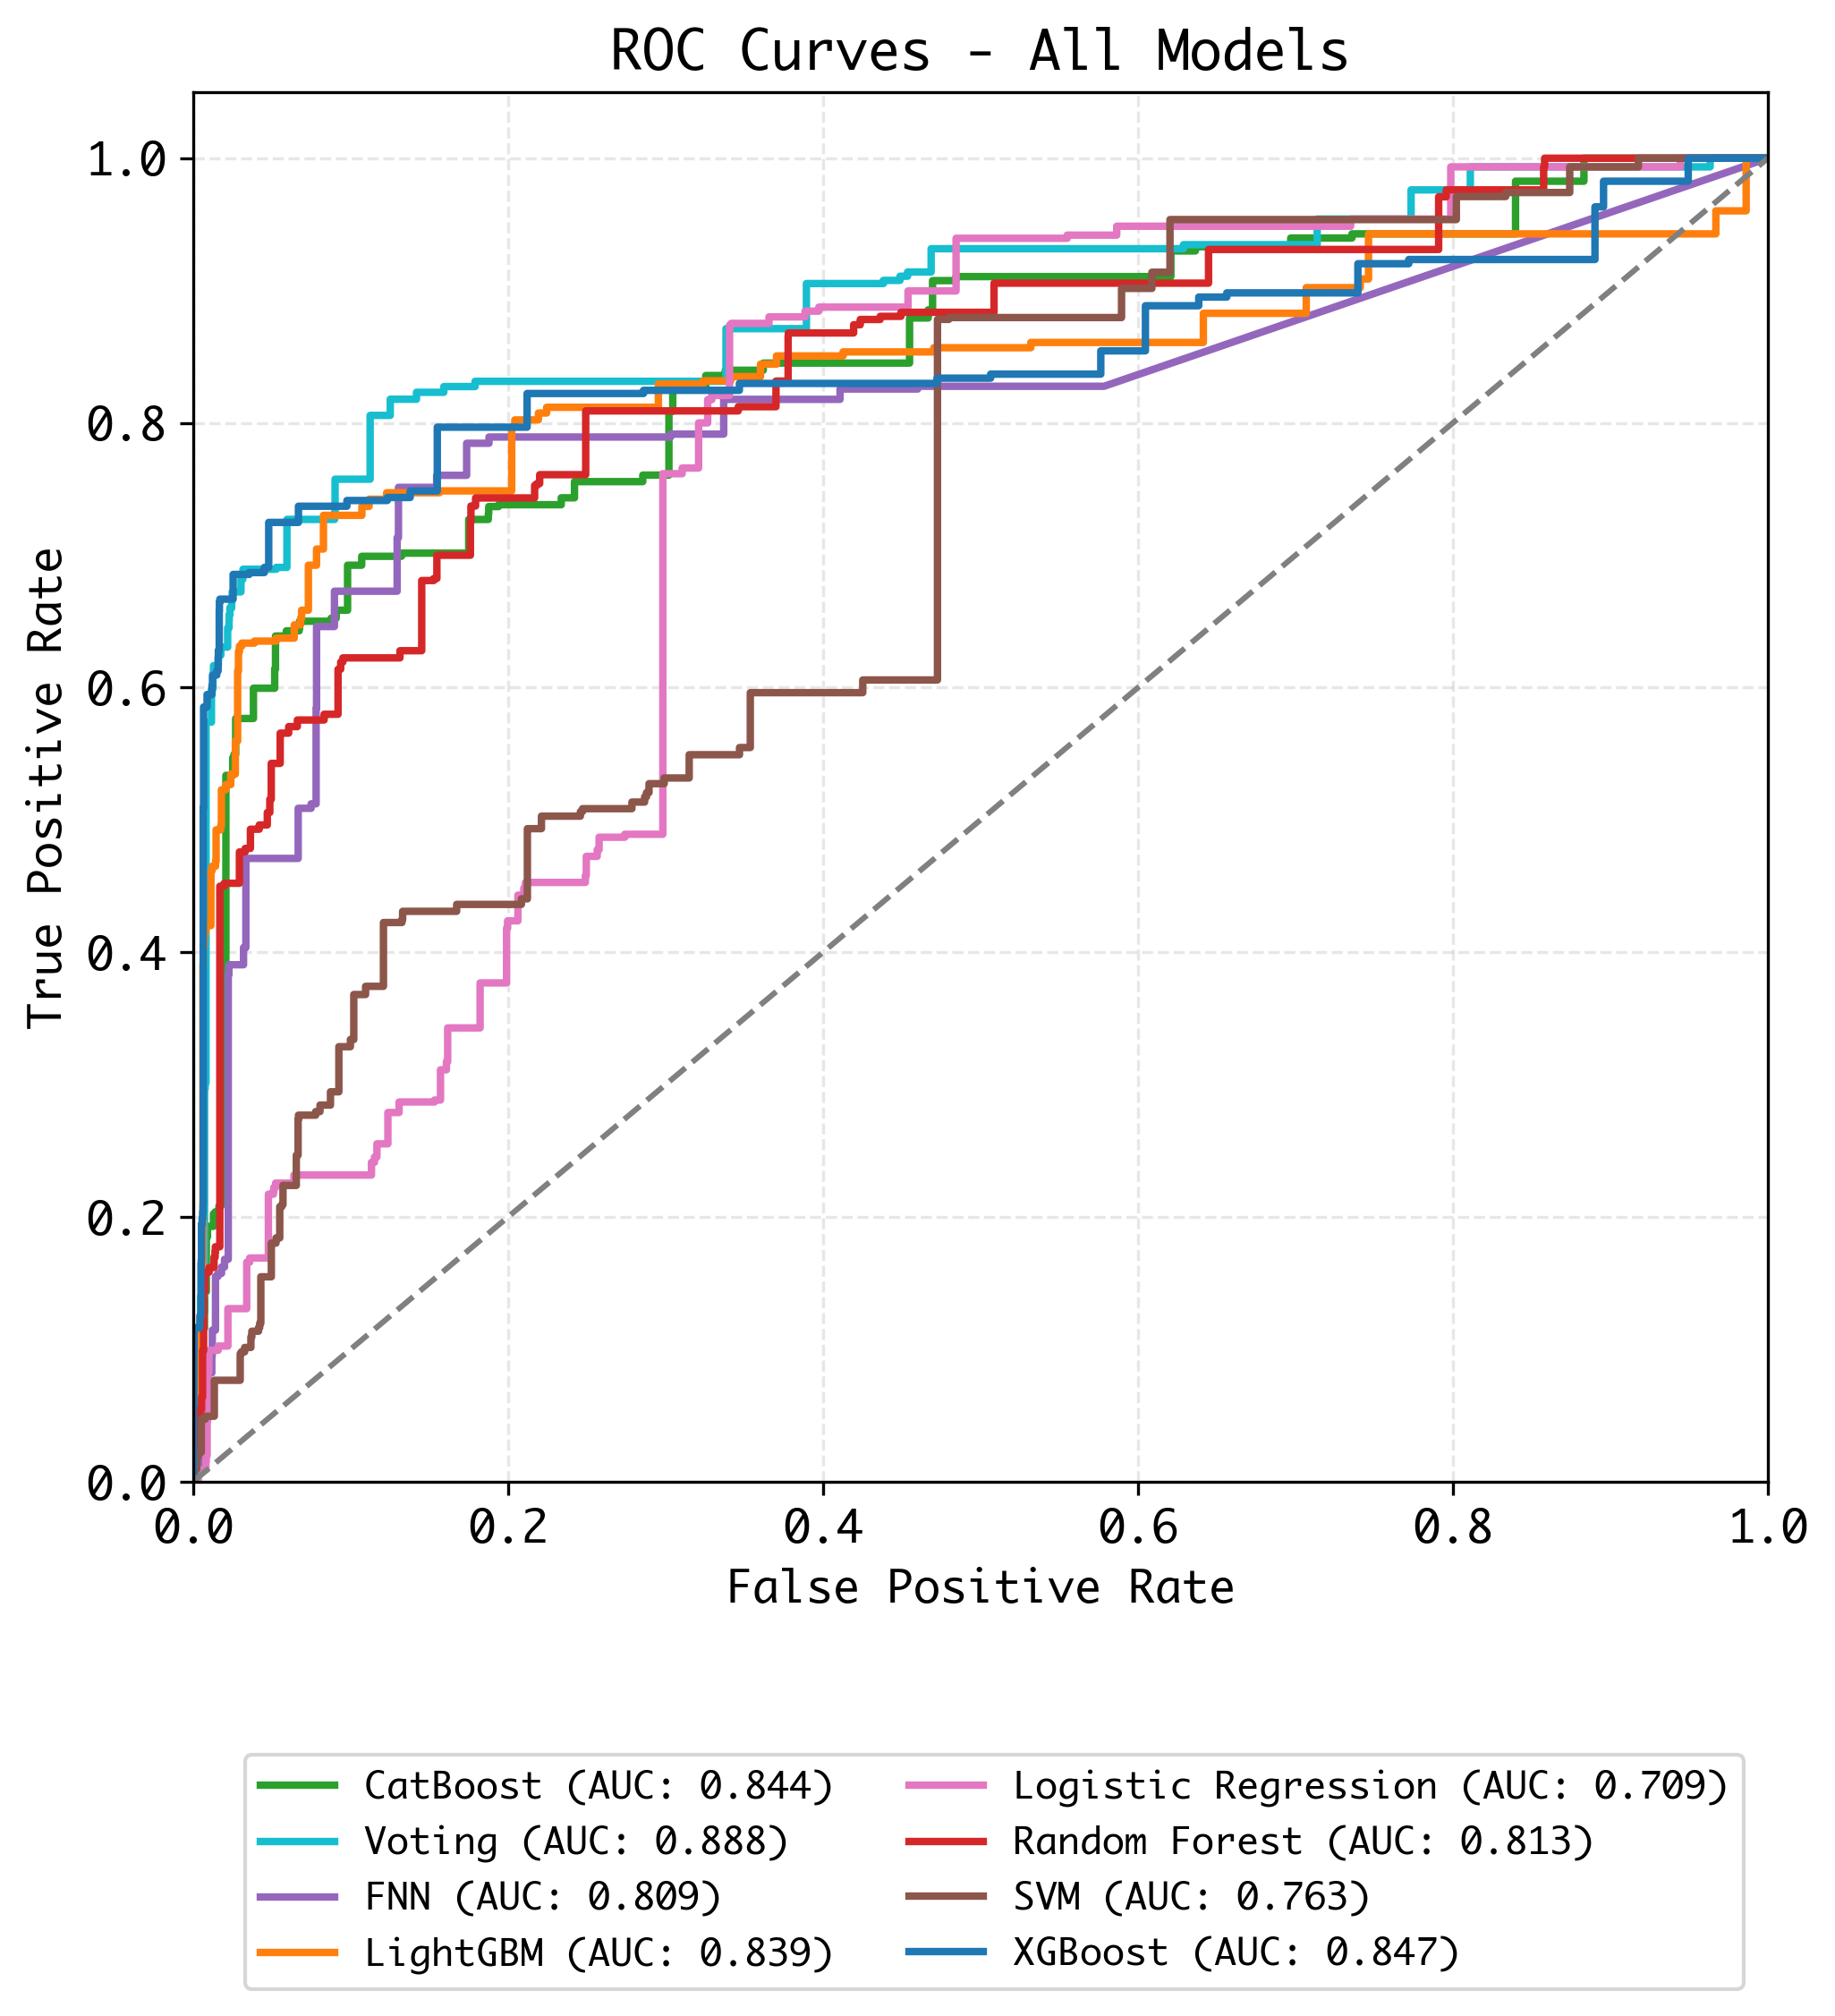 ROC Curves - All Models
True Positive Rate
1.0
0.8
0.6
0.4
0.2
0.0
0.0 0.2 0.4 0.6 0.8 1.0
False Positive Rate
CatBoost (AUC: 0.844)
Voting (AUC: 0.888)
FNN (AUC: 0.809)
LightGBM (AUC: 0.839)
Logistic Regression (AUC: 0.709)
Random Forest (AUC: 0.813)
SVM (AUC: 0.763)
XGBoost (AUC: 0.847)